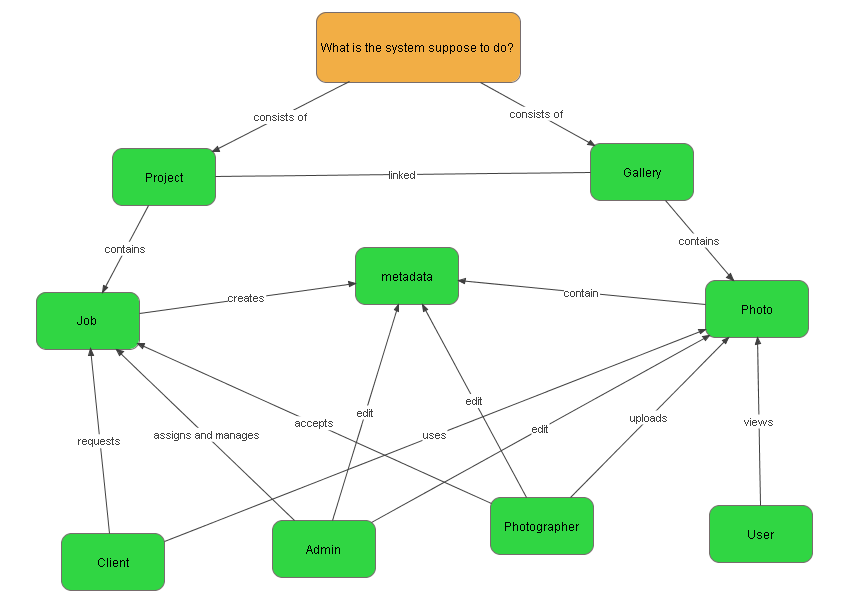 What is the system suppose to do?
consists of
consists of
Project
linked
Gallery
contains
contains
metadata
creates
contain
Job
Photo
edit
edit
accepts
uses
edit
uploads
views
requests
assigns and manages
Client
Admin
Photographer
User